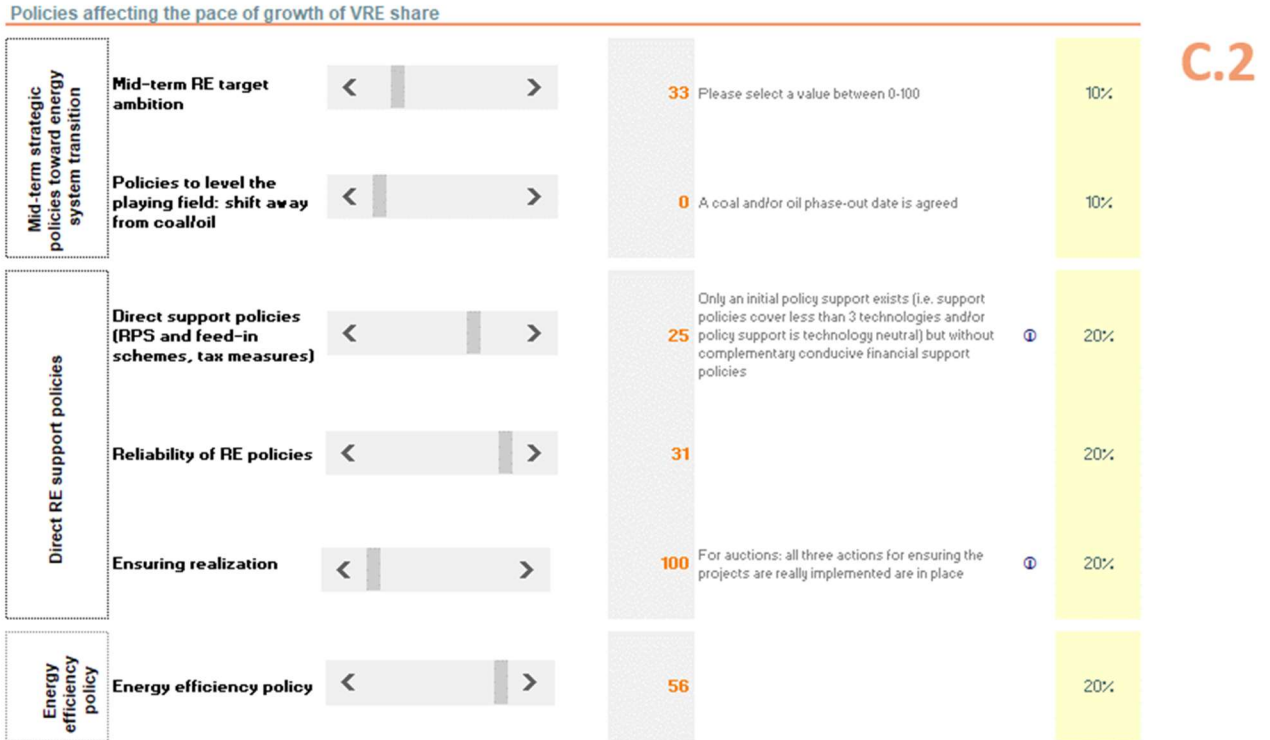 Policies affecting the pace of growth of VRE share
C.2
Mid-term strategic
policies toward energy
system transition
Mid-term RE target
ambition
33
Please select a value between 0-100
10%
Policies to level the
playing field: shift away
from coal/oil
0
A coal and/or oil phase-out date is agreed
10%
Direct RE support policies
Direct support policies
(RPS and feed-in
schemes, tax measures)
25
Only an initial policy support exists (i.e. support
policies cover less than 3 technologies and/or
policy support is technology neutral) but without
complementary conducive financial support
policies
20%
Reliability of RE policies
31
20%
Ensuring realization
100
For auctions: all three actions for ensuring the
projects are really implemented are in place
20%
Energy
efficiency
policy
Energy efficiency policy
56
20%